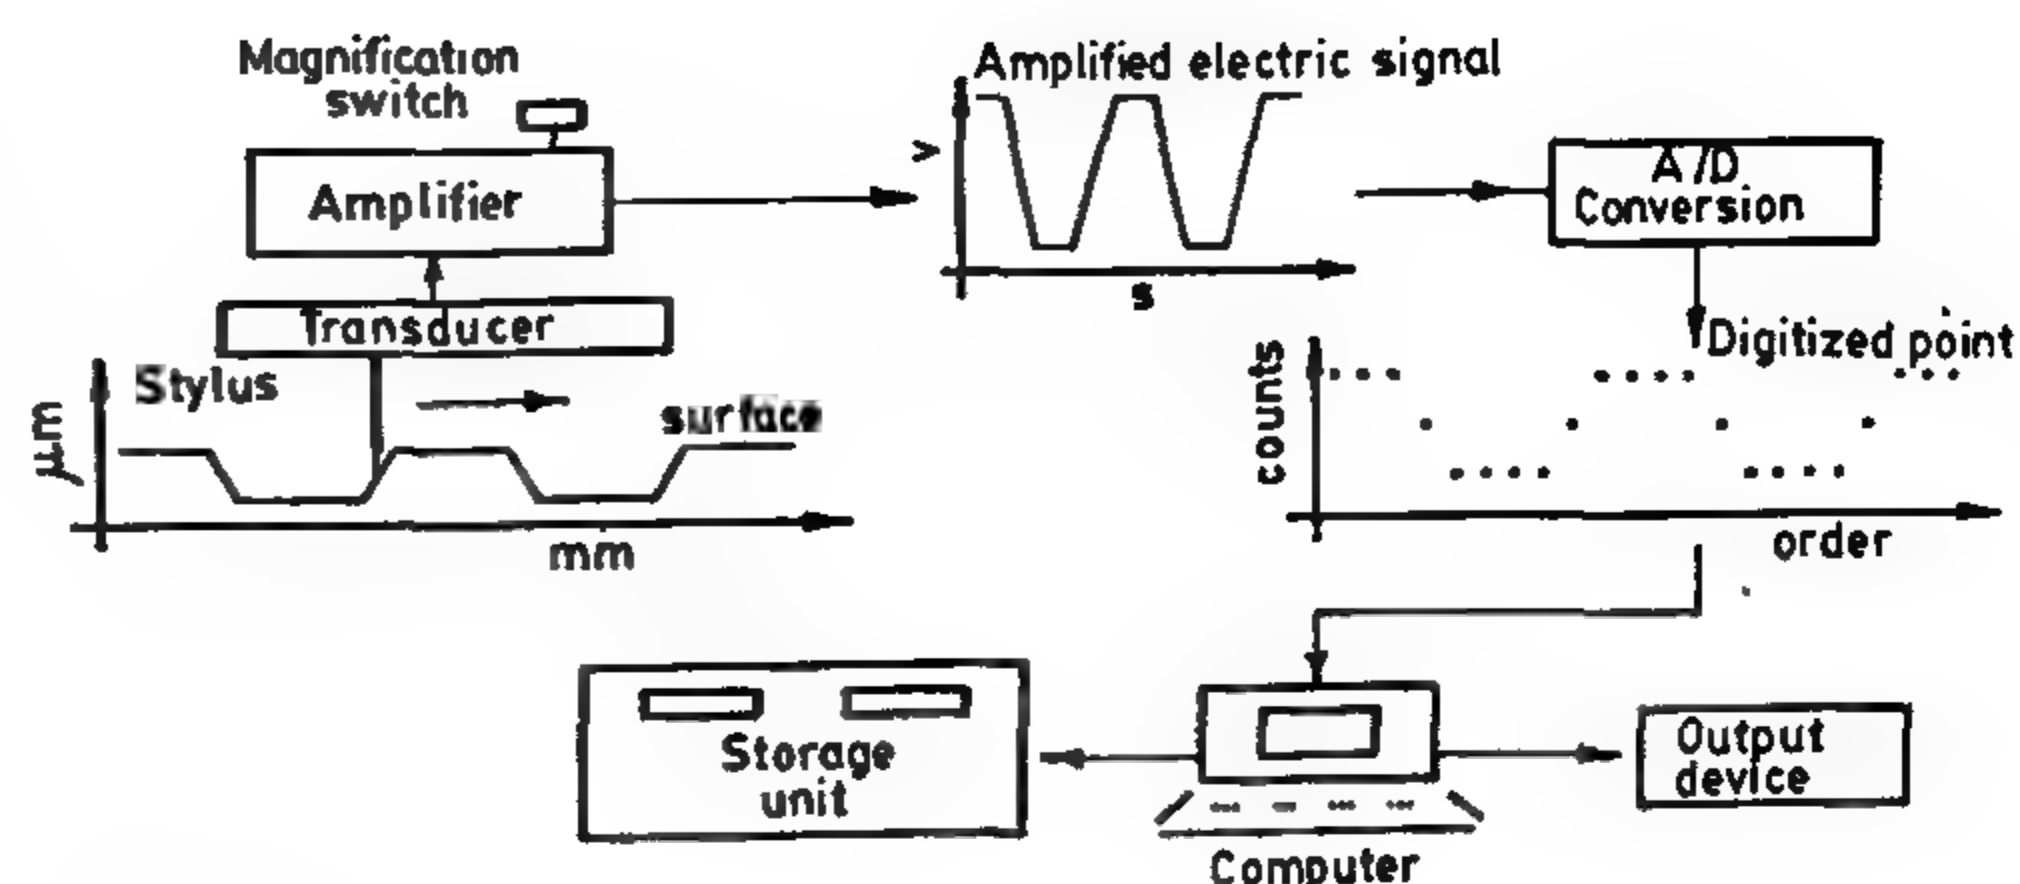 Magnification
switch
Amplifier
Transducer
Stylus
surface
μm
mm
Amplified electric signal
v
s
A/D
Conversion
Digitized point
counts
order
Storage
unit
Computer
Output
device